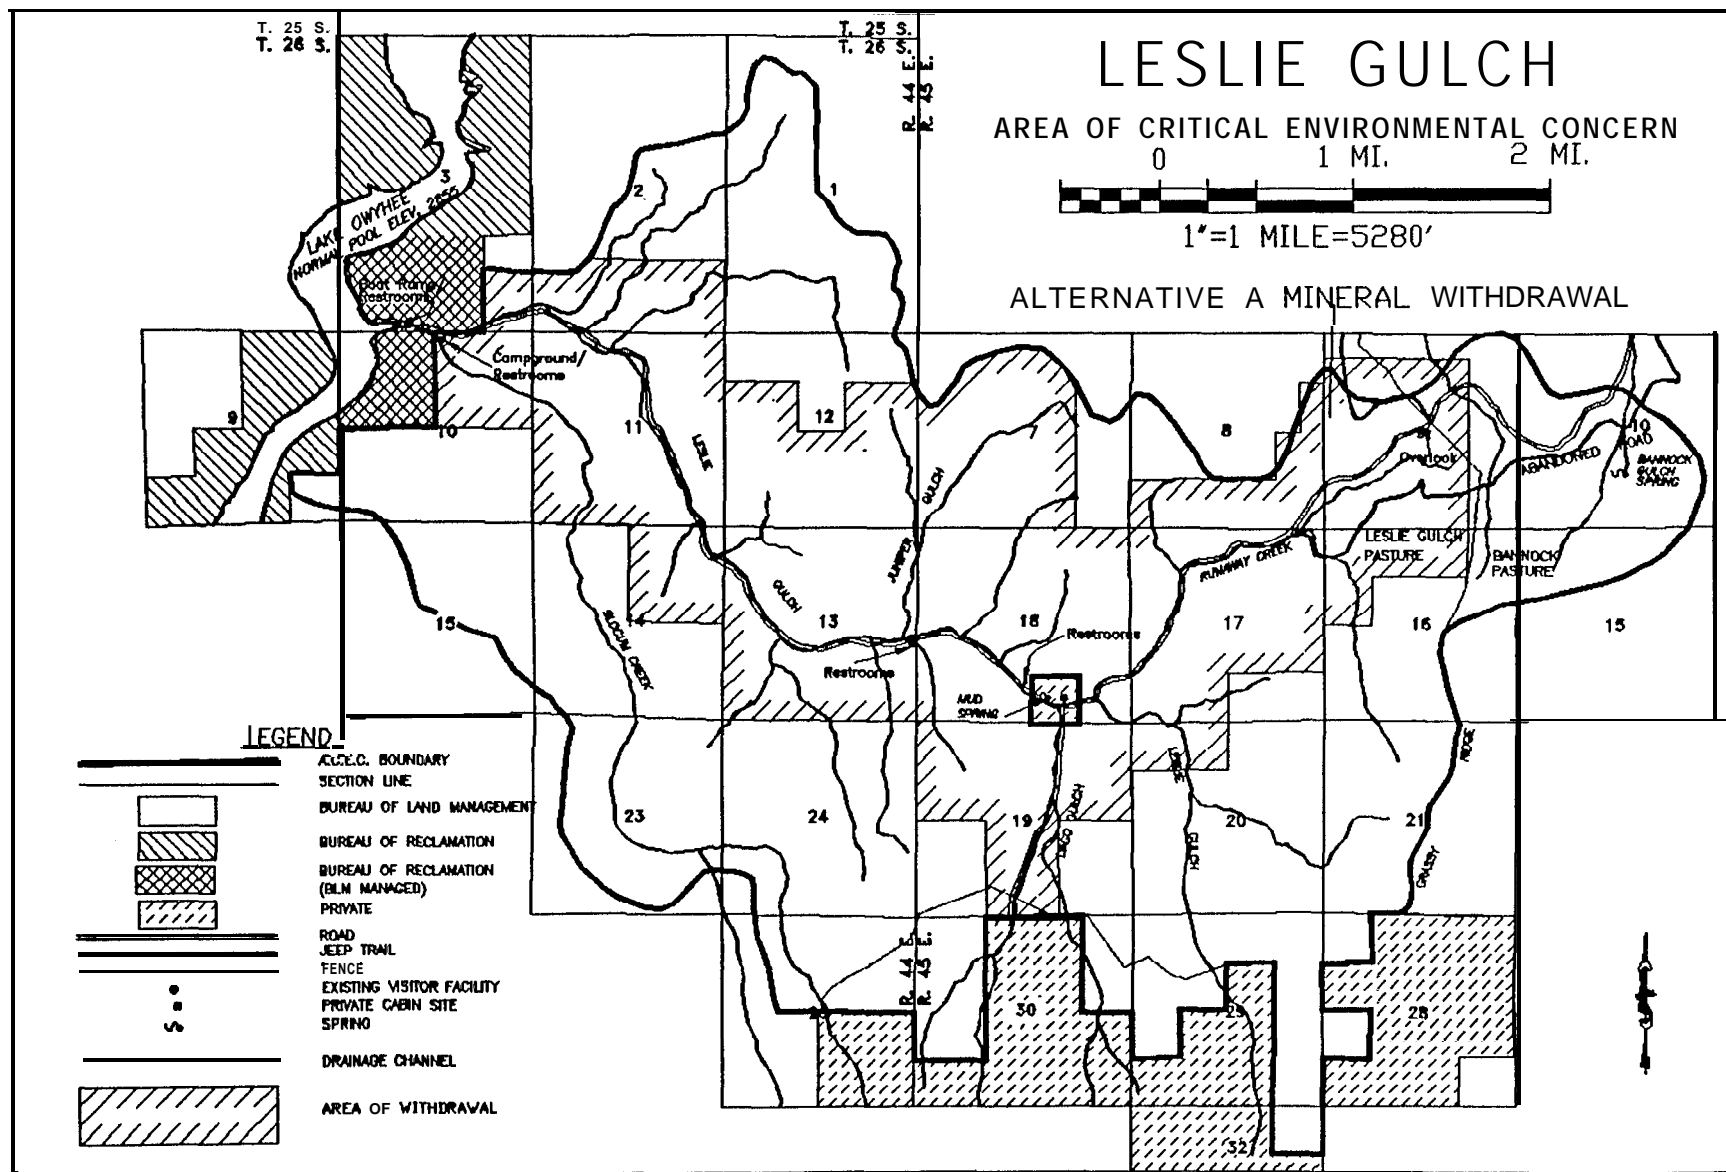 T. 25 S.
T. 26 S.
T. 25 S.
T. 26 S.
R. 44 E.
R. 45 E.
LESLIE GULCH
AREA OF CRITICAL ENVIRONMENTAL CONCERN
0 1 MI. 2 MI.
1"=1 MILE=5280'
ALTERNATIVE A MINERAL WITHDRAWAL
3
2
1
LAKE OWYHEE
NORMAL POOL ELEV. 2655
Boat Ramp/
Restrooms
Campground/
Restrooms
9
10
11
12
7
8
9
10
LESLIE
GULCH
JUNIPER
GULCH
Overlook
ABANDONED ROAD
BANNOCK
GULCH
SPRING
RUNAWAY CREEK
LESLIE GULCH
PASTURE
BANNOCK
PASTURE
15
14
13
18
17
16
15
SLOCUM CREEK
Restrooms
Restrooms
MUD
SPRING
23
24
19
20
21
DAGO GULCH
GULCH
GRASSY
RIDGE
R. 44 E.
R. 45 E.
25
30
29
28
32
LEGEND
A.C.E.C. BOUNDARY
SECTION LINE
BUREAU OF LAND MANAGEMENT
BUREAU OF RECLAMATION
BUREAU OF RECLAMATION
(BLM MANAGED)
PRIVATE
ROAD
JEEP TRAIL
FENCE
EXISTING VISITOR FACILITY
PRIVATE CABIN SITE
SPRING
DRAINAGE CHANNEL
AREA OF WITHDRAWAL